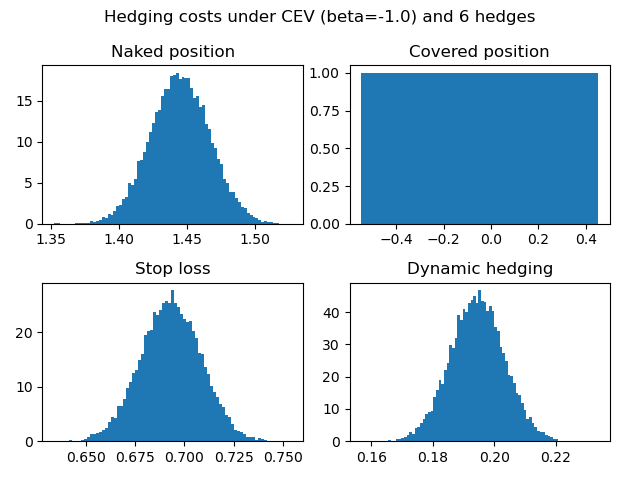 Hedging costs under CEV (beta=-1.0) and 6 hedges
Naked position
15
10
5
0
1.35 1.40 1.45 1.50
Covered position
1.00
0.75
0.50
0.25
0.00
−0.4 −0.2 0.0 0.2 0.4
Stop loss
20
10
0
0.650 0.675 0.700 0.725 0.750
Dynamic hedging
40
30
20
10
0
0.16 0.18 0.20 0.22